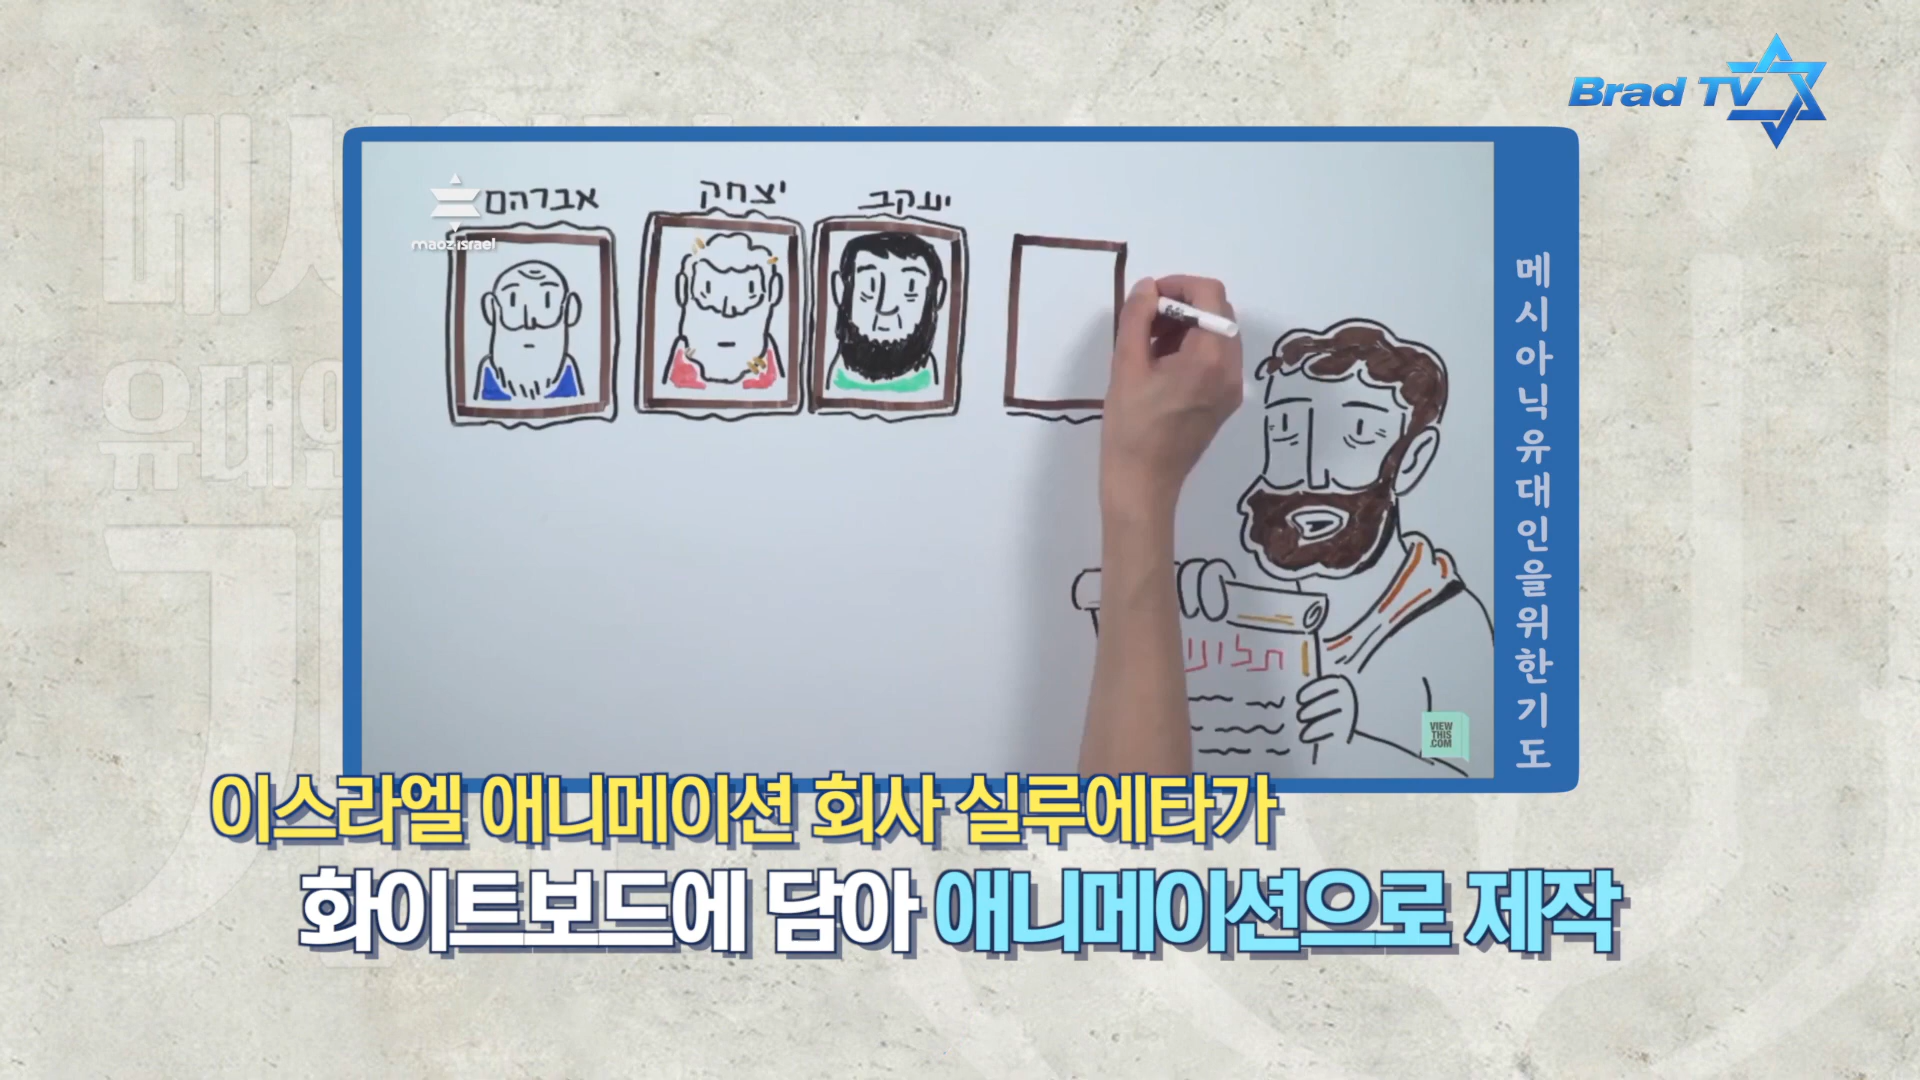 Brad TV
אברהם
יצחק
יעקב
maoz israel
메시아닉유대인을위한기도
תלונו
VIEW
THIS
.COM
이스라엘 애니메이션 회사 실루에타가
화이트보드에 담아 애니메이션으로 제작